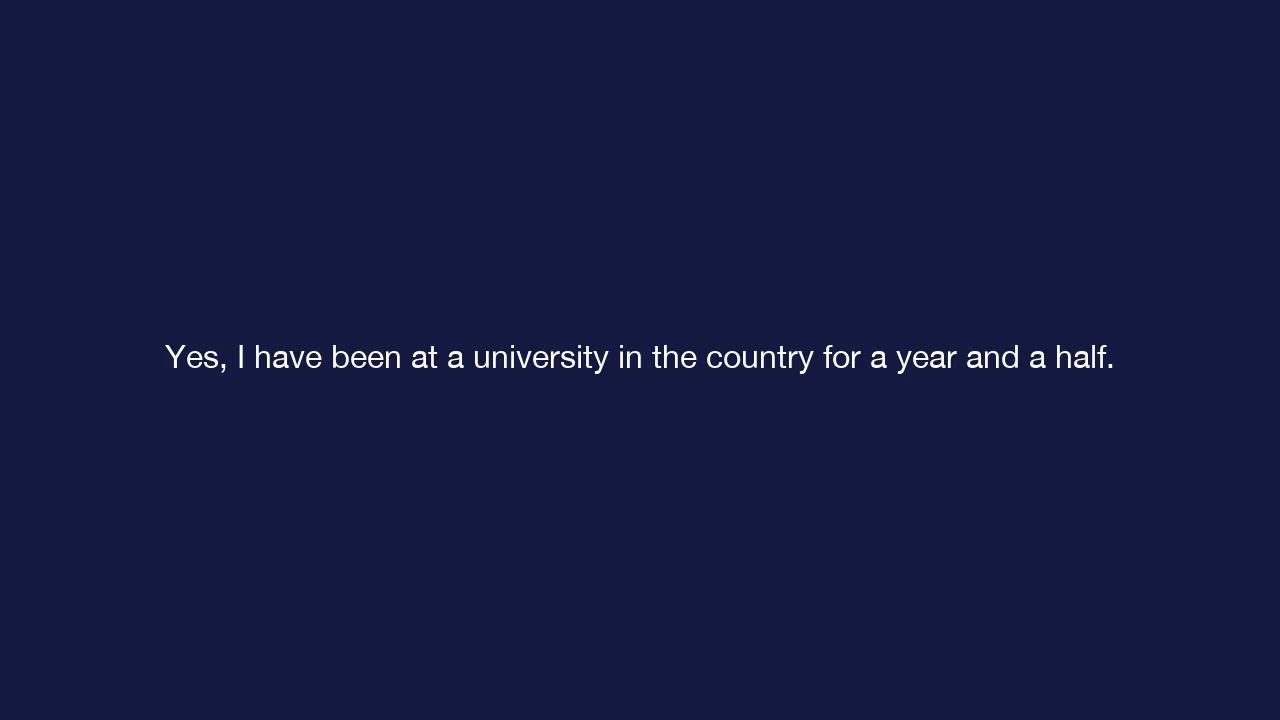 Yes, I have been at a university in the country for a year and a half.